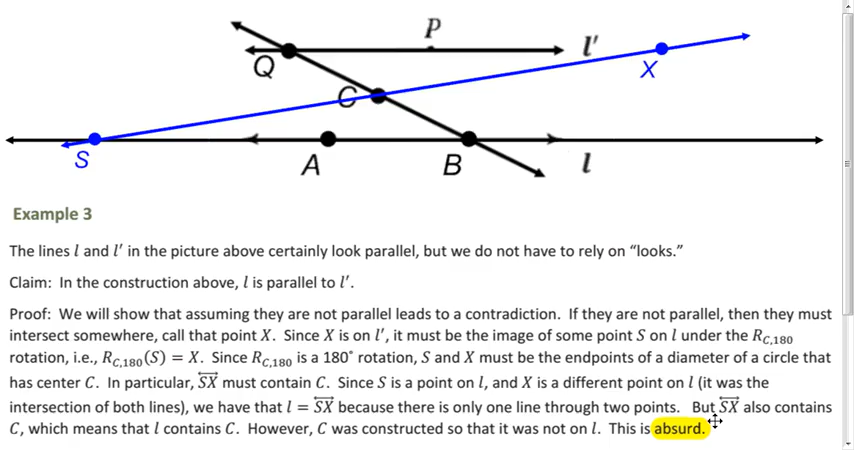 P
l′
Q
X
C
S
A
B
l
Example 3
The lines l and l′ in the picture above certainly look parallel, but we do not have to rely on “looks.”
Claim: In the construction above, l is parallel to l′.
Proof: We will show that assuming they are not parallel leads to a contradiction. If they are not parallel, then they must
intersect somewhere, call that point X. Since X is on l′, it must be the image of some point S on l under the R_{C,180}
rotation, i.e., R_{C,180}(S) = X. Since R_{C,180} is a 180° rotation, S and X must be the endpoints of a diameter of a circle that
has center C. In particular, \overleftrightarrow{SX} must contain C. Since S is a point on l, and X is a different point on l (it was the
intersection of both lines), we have that l = \overleftrightarrow{SX} because there is only one line through two points. But \overleftrightarrow{SX} also contains
C, which means that l contains C. However, C was constructed so that it was not on l. This is absurd.